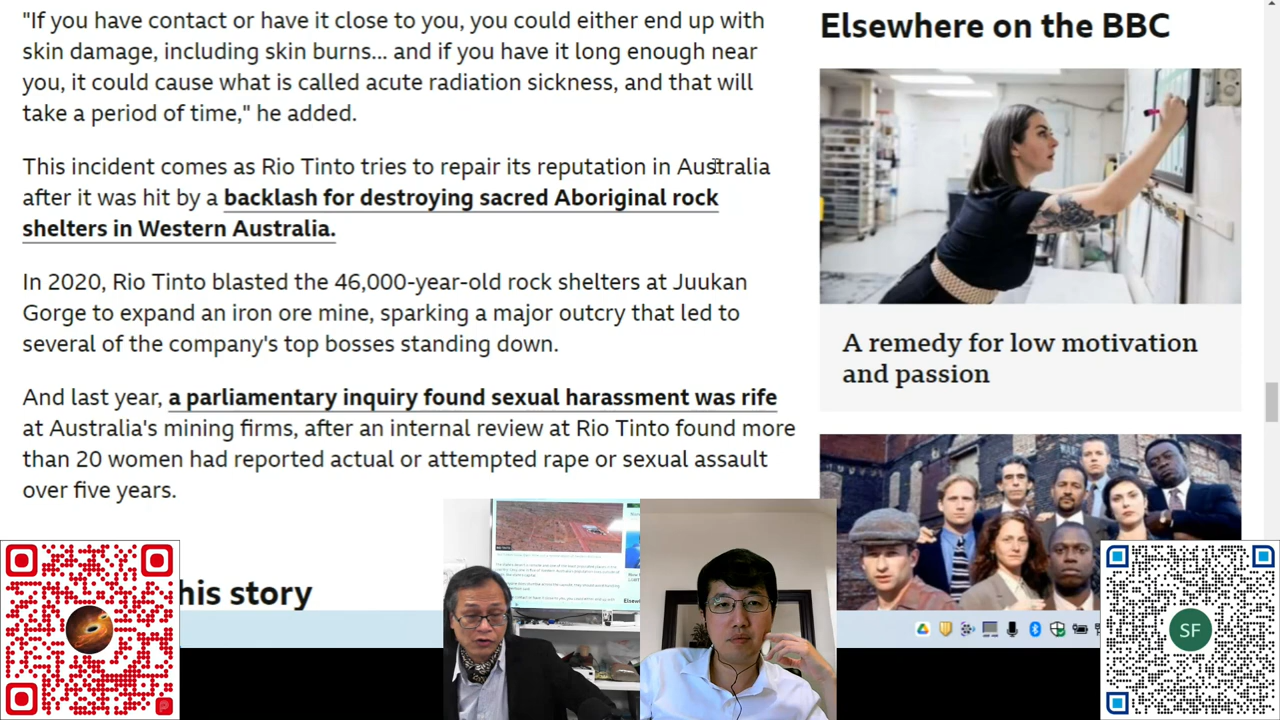 "If you have contact or have it close to you, you could either end up with
skin damage, including skin burns... and if you have it long enough near
you, it could cause what is called acute radiation sickness, and that will
take a period of time," he added.
This incident comes as Rio Tinto tries to repair its reputation in Australia
after it was hit by a backlash for destroying sacred Aboriginal rock
shelters in Western Australia.
In 2020, Rio Tinto blasted the 46,000-year-old rock shelters at Juukan
Gorge to expand an iron ore mine, sparking a major outcry that led to
several of the company's top bosses standing down.
And last year, a parliamentary inquiry found sexual harassment was rife
at Australia's mining firms, after an internal review at Rio Tinto found more
than 20 women had reported actual or attempted rape or sexual assault
over five years.
his story
Elsewhere on the BBC
A remedy for low motivation
and passion
SF